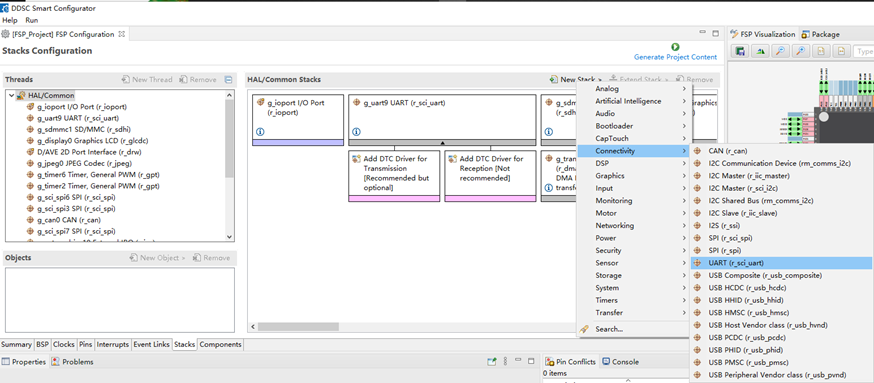 DDSC Smart Configurator
Help Run
[FSP_Project] FSP Configuration
Stacks Configuration
Generate Project Content
Threads
New Thread
Remove
HAL/Common
g_ioport I/O Port (r_ioport)
g_uart9 UART (r_sci_uart)
g_sdmmc1 SD/MMC (r_sdhi)
g_display0 Graphics LCD (r_glcdc)
D/AVE 2D Port Interface (r_drw)
g_jpeg0 JPEG Codec (r_jpeg)
g_timer6 Timer, General PWM (r_gpt)
g_timer2 Timer, General PWM (r_gpt)
g_sci_spi6 SPI (r_sci_spi)
g_sci_spi3 SPI (r_sci_spi)
g_can0 CAN (r_can)
g_sci_spi7 SPI (r_sci_spi)
Objects
New Object >
Remove
HAL/Common Stacks
New Stack >
Extend Stack >
Remove
g_ioport I/O Port
(r_ioport)
g_uart9 UART (r_sci_uart)
Add DTC Driver for
Transmission
[Recommended but
optional]
Add DTC Driver for
Reception [Not
recommended]
g_sdm
(r_sdh
g_tra
(r_dma
DMA I
transf
raphics
Analog
Artificial Intelligence
Audio
Bootloader
CapTouch
Connectivity
DSP
Graphics
Input
Monitoring
Motor
Networking
Power
Security
Sensor
Storage
System
Timers
Transfer
Search...
CAN (r_can)
I2C Communication Device (rm_comms_i2c)
I2C Master (r_iic_master)
I2C Master (r_sci_i2c)
I2C Shared Bus (rm_comms_i2c)
I2C Slave (r_iic_slave)
I2S (r_ssi)
SPI (r_sci_spi)
SPI (r_spi)
UART (r_sci_uart)
USB Composite (r_usb_composite)
USB HCDC (r_usb_hcdc)
USB HHID (r_usb_hhid)
USB HMSC (r_usb_hmsc)
USB Host Vendor class (r_usb_hvnd)
USB PCDC (r_usb_pcdc)
USB PHID (r_usb_phid)
USB PMSC (r_usb_pmsc)
USB Peripheral Vendor class (r_usb_pvnd)
FSP Visualization
Package
Type
Summary BSP Clocks Pins Interrupts Event Links Stacks Components
Properties Problems
Pin Conflicts Console
0 items